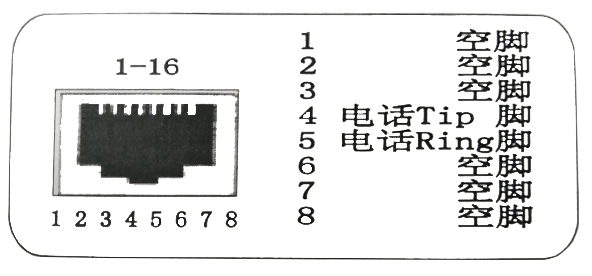 1-16
1 2 3 4 5 6 7 8
1 空脚
2 空脚
3 空脚
4 电话Tip 脚
5 电话Ring脚
6 空脚
7 空脚
8 空脚